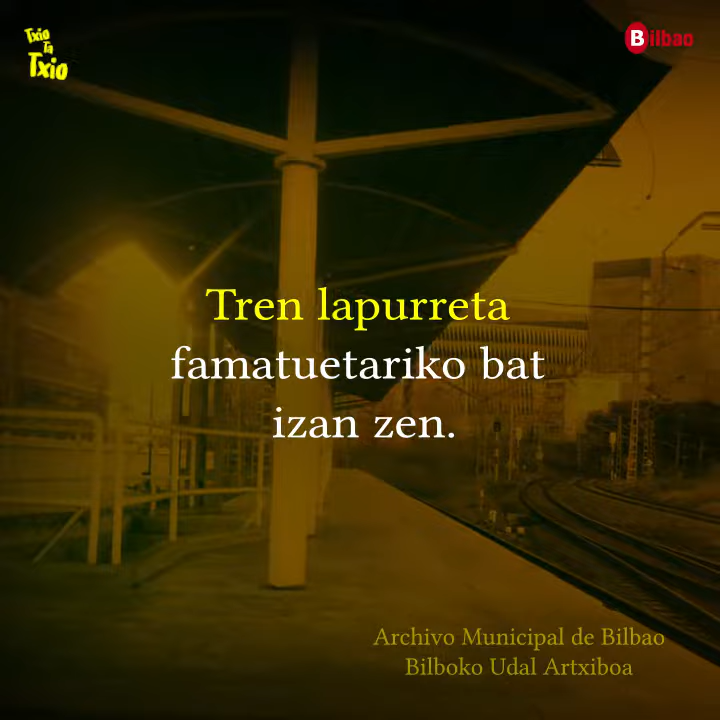 Txio
Ta
Txio
Bilbao
Tren lapurreta
famatuetariko bat
izan zen.
Archivo Municipal de Bilbao
Bilboko Udal Artxiboa